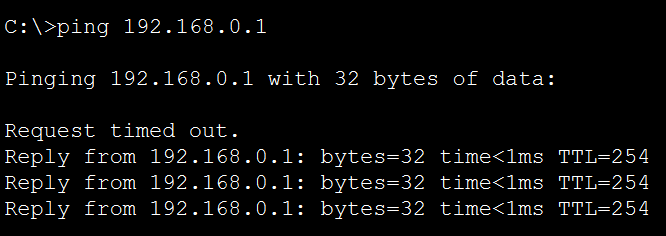 C:\>ping 192.168.0.1
Pinging 192.168.0.1 with 32 bytes of data:
Request timed out.
Reply from 192.168.0.1: bytes=32 time<1ms TTL=254
Reply from 192.168.0.1: bytes=32 time<1ms TTL=254
Reply from 192.168.0.1: bytes=32 time<1ms TTL=254